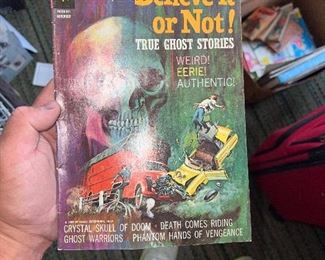 Believe It
or Not!
TRUE GHOST STORIES
WEIRD!
EERIE!
AUTHENTIC!
CRYSTAL SKULL OF DOOM • DEATH COMES RIDING
GHOST WARRIORS • PHANTOM HANDS OF VENGEANCE